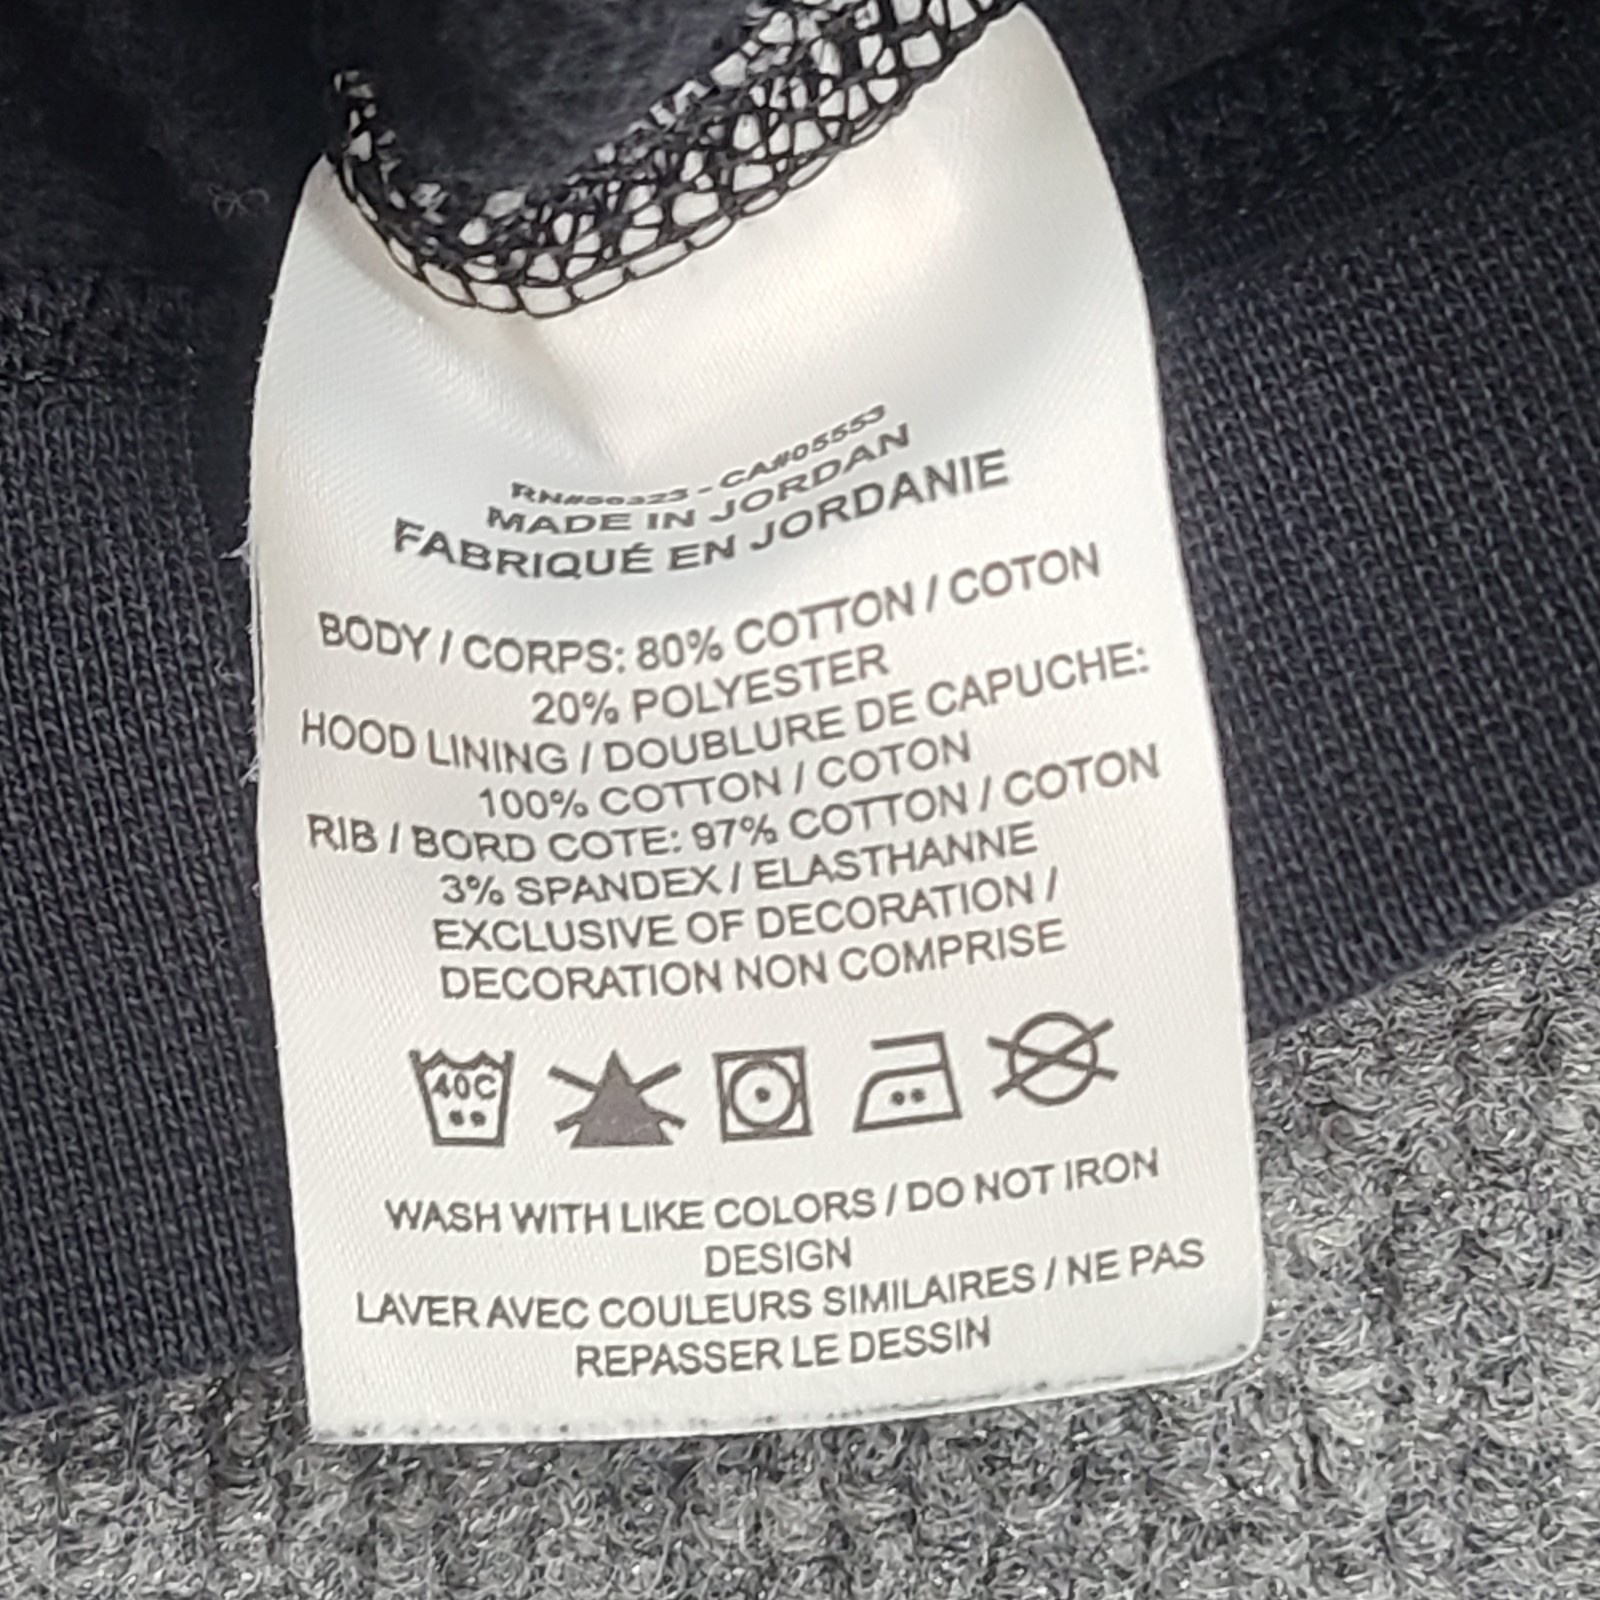 CA#05553
MADE IN JORDAN
FABRIQUÉ EN JORDANIE
BODY / CORPS: 80% COTTON / COTON
20% POLYESTER
HOOD LINING / DOUBLURE DE CAPUCHE:
100% COTTON / COTON
RIB / BORD COTE: 97% COTTON / COTON
3% SPANDEX / ELASTHANNE
EXCLUSIVE OF DECORATION /
DECORATION NON COMPRISE
40C
WASH WITH LIKE COLORS / DO NOT IRON
DESIGN
LAVER AVEC COULEURS SIMILAIRES / NE PAS
REPASSER LE DESSIN